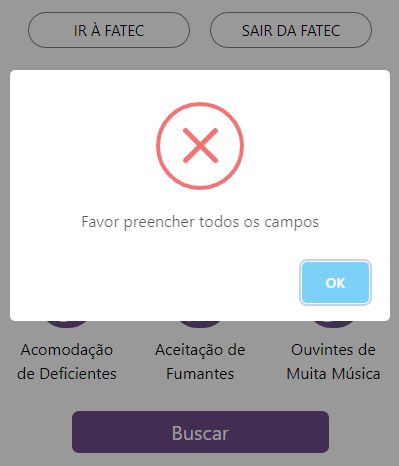 IR À FATEC
SAIR DA FATEC
Favor preencher todos os campos
OK
Acomodação
de Deficientes
Aceitação de
Fumantes
Ouvintes de
Muita Música
Buscar